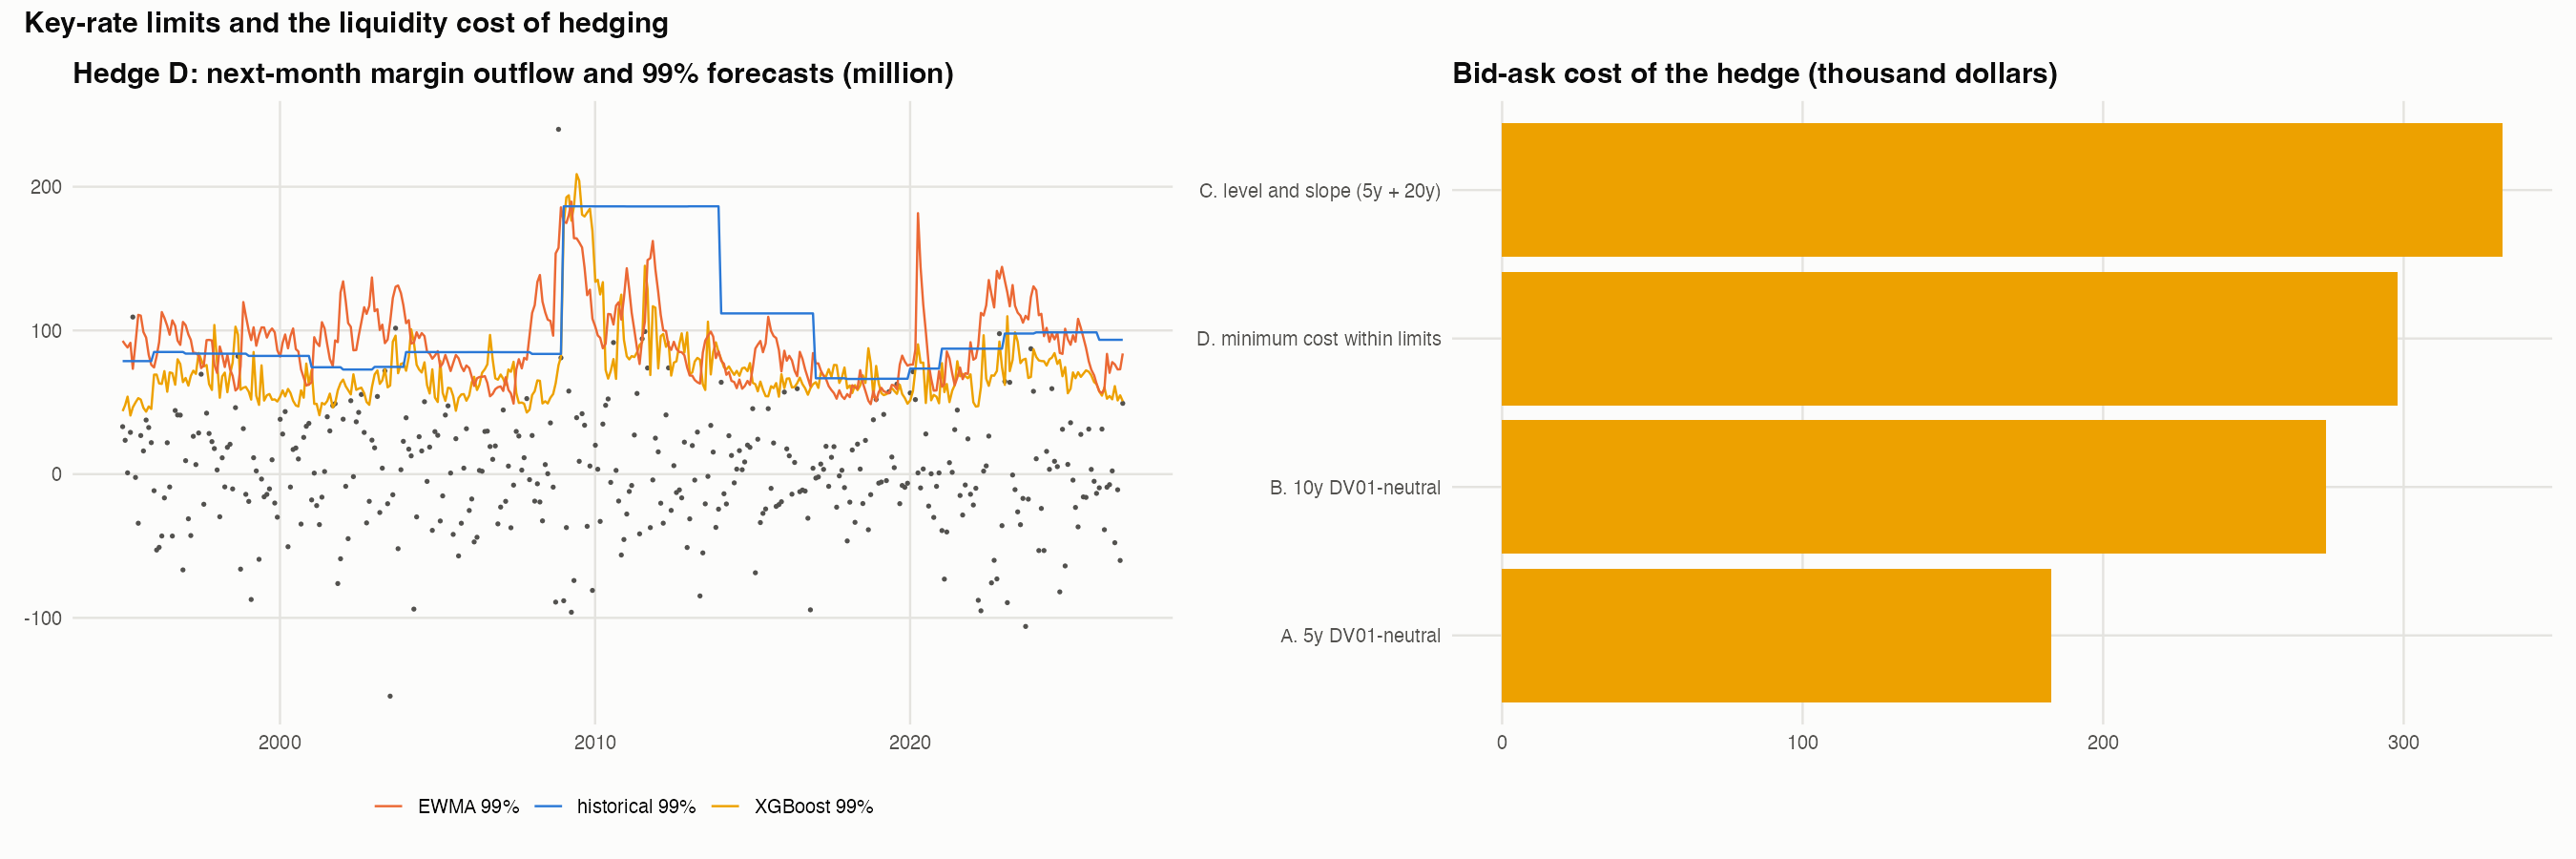 Key-rate limits and the liquidity cost of hedging
Hedge D: next-month margin outflow and 99% forecasts (million)
200
100
0
-100
2000
2010
2020
EWMA 99%
historical 99%
XGBoost 99%
Bid-ask cost of the hedge (thousand dollars)
C. level and slope (5y + 20y)
D. minimum cost within limits
B. 10y DV01-neutral
A. 5y DV01-neutral
0
100
200
300